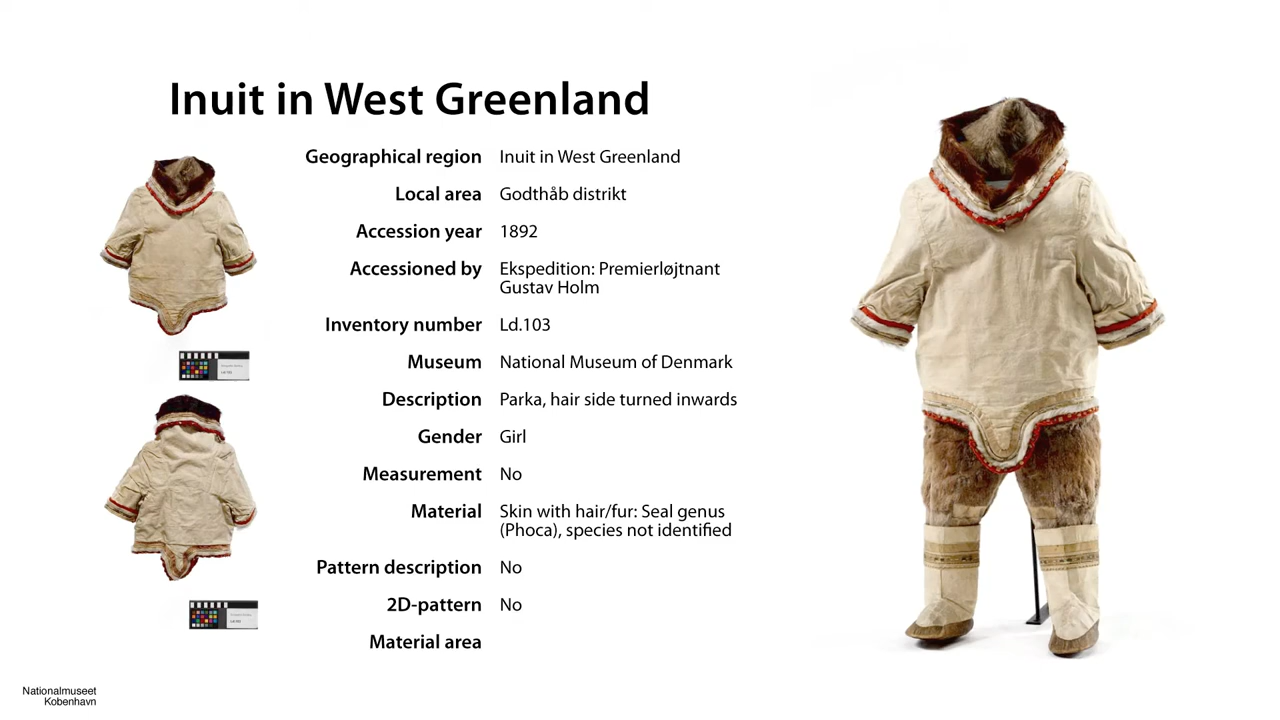 Inuit in West Greenland
Geographical region Inuit in West Greenland
Local area Godthåb distrikt
Accession year 1892
Accessioned by Ekspedition: Premierløjtnant
Gustav Holm
Inventory number Ld.103
Museum National Museum of Denmark
Description Parka, hair side turned inwards
Gender Girl
Measurement No
Material Skin with hair/fur: Seal genus
(Phoca), species not identified
Pattern description No
2D-pattern No
Material area
Nationalmuseet
Kobenhavn